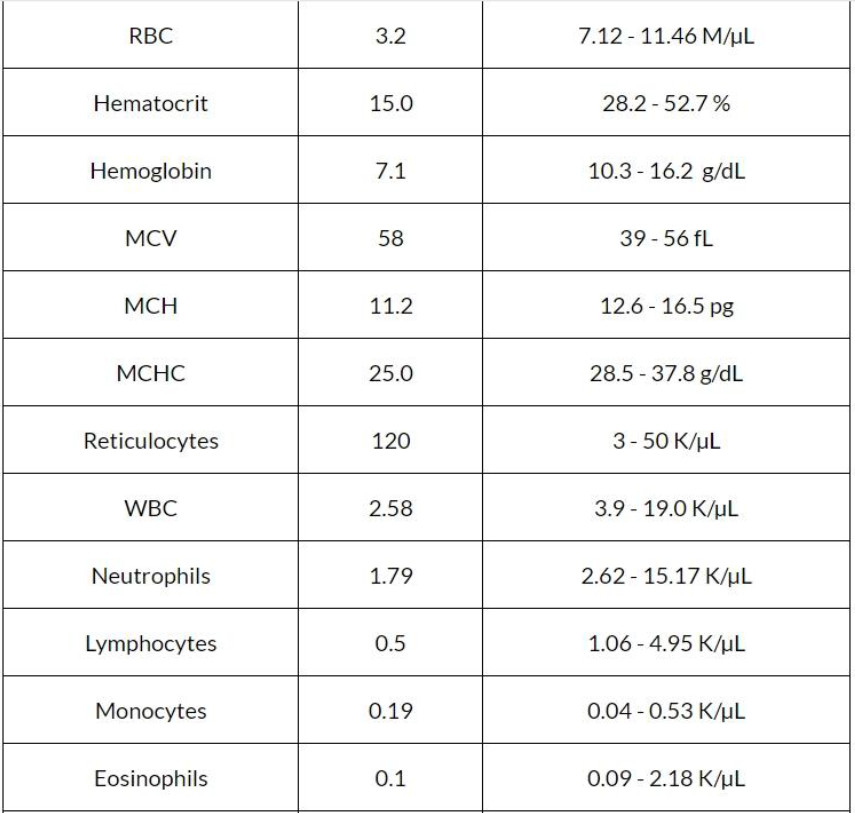 RBC 3.2 7.12 - 11.46 M/µL
Hematocrit 15.0 28.2 - 52.7 %
Hemoglobin 7.1 10.3 - 16.2 g/dL
MCV 58 39 - 56 fL
MCH 11.2 12.6 - 16.5 pg
MCHC 25.0 28.5 - 37.8 g/dL
Reticulocytes 120 3 - 50 K/µL
WBC 2.58 3.9 - 19.0 K/µL
Neutrophils 1.79 2.62 - 15.17 K/µL
Lymphocytes 0.5 1.06 - 4.95 K/µL
Monocytes 0.19 0.04 - 0.53 K/µL
Eosinophils 0.1 0.09 - 2.18 K/µL